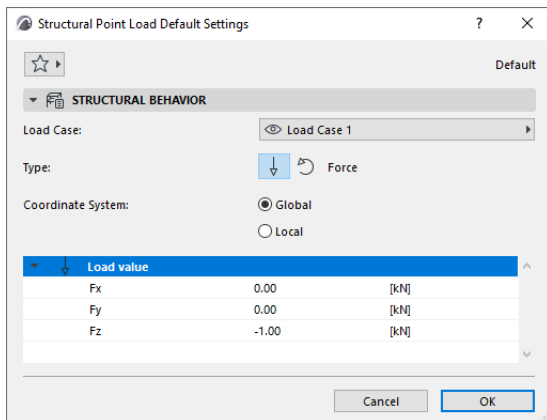 Structural Point Load Default Settings ?
Default
STRUCTURAL BEHAVIOR
Load Case: Load Case 1
Type: Force
Coordinate System: Global
Local
Load value
Fx 0.00 [kN]
Fy 0.00 [kN]
Fz -1.00 [kN]
Cancel OK